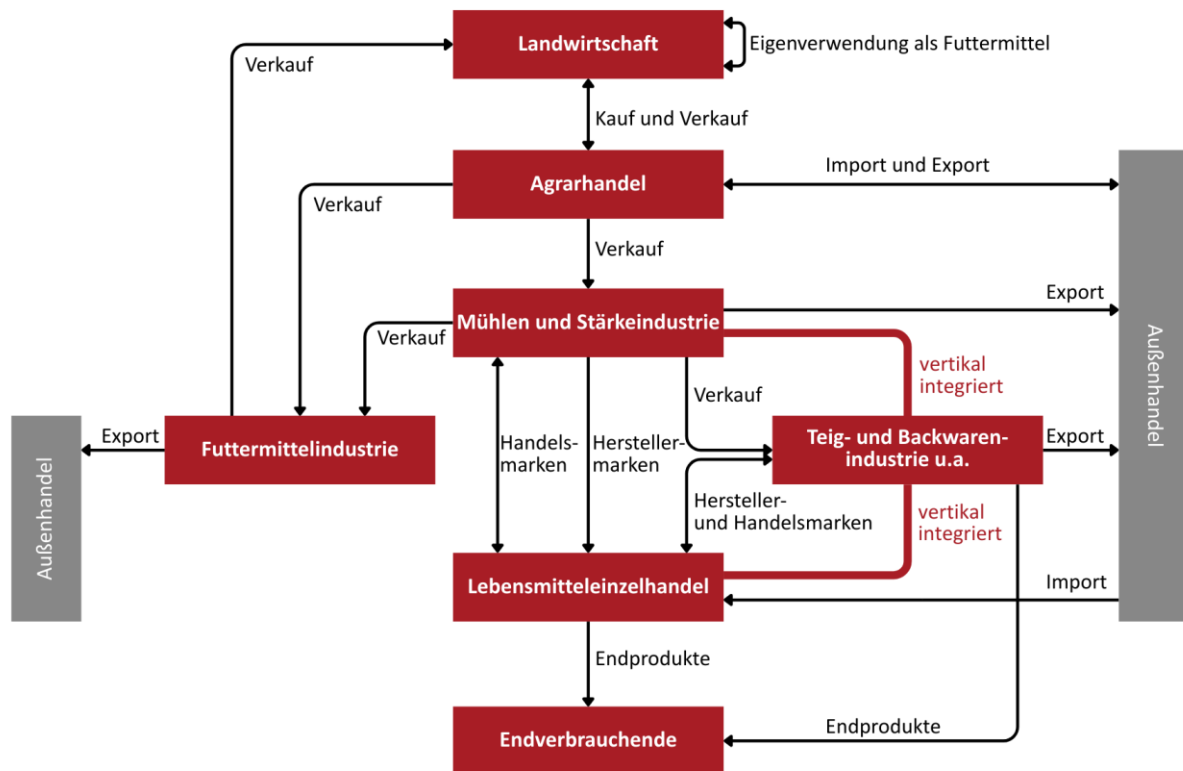 Landwirtschaft
Eigenverwendung als Futtermittel
Verkauf
Kauf und Verkauf
Import und Export
Agrarhandel
Verkauf
Verkauf
Export
Mühlen und Stärkeindustrie
Verkauf
Außenhandel
vertikal
integriert
Verkauf
Export
Futtermittelindustrie
Handels-
marken
Hersteller-
marken
Teig- und Backwaren-
industrie u.a.
Export
Außenhandel
Hersteller-
und Handelsmarken
vertikal
integriert
Lebensmitteleinzelhandel
Import
Endprodukte
Endprodukte
Endverbrauchende